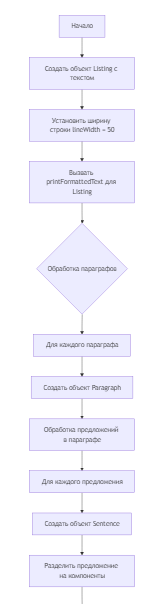 Начало
Создать объект Listing с
текстом
Установить ширину
строки lineWidth = 50
Вызвать
printFormattedText для
Listing
Обработка параграфов
Для каждого параграфа
Создать объект Paragraph
Обработка предложений
в параграфе
Для каждого предложения
Создать объект Sentence
Разделить предложение
на компоненты